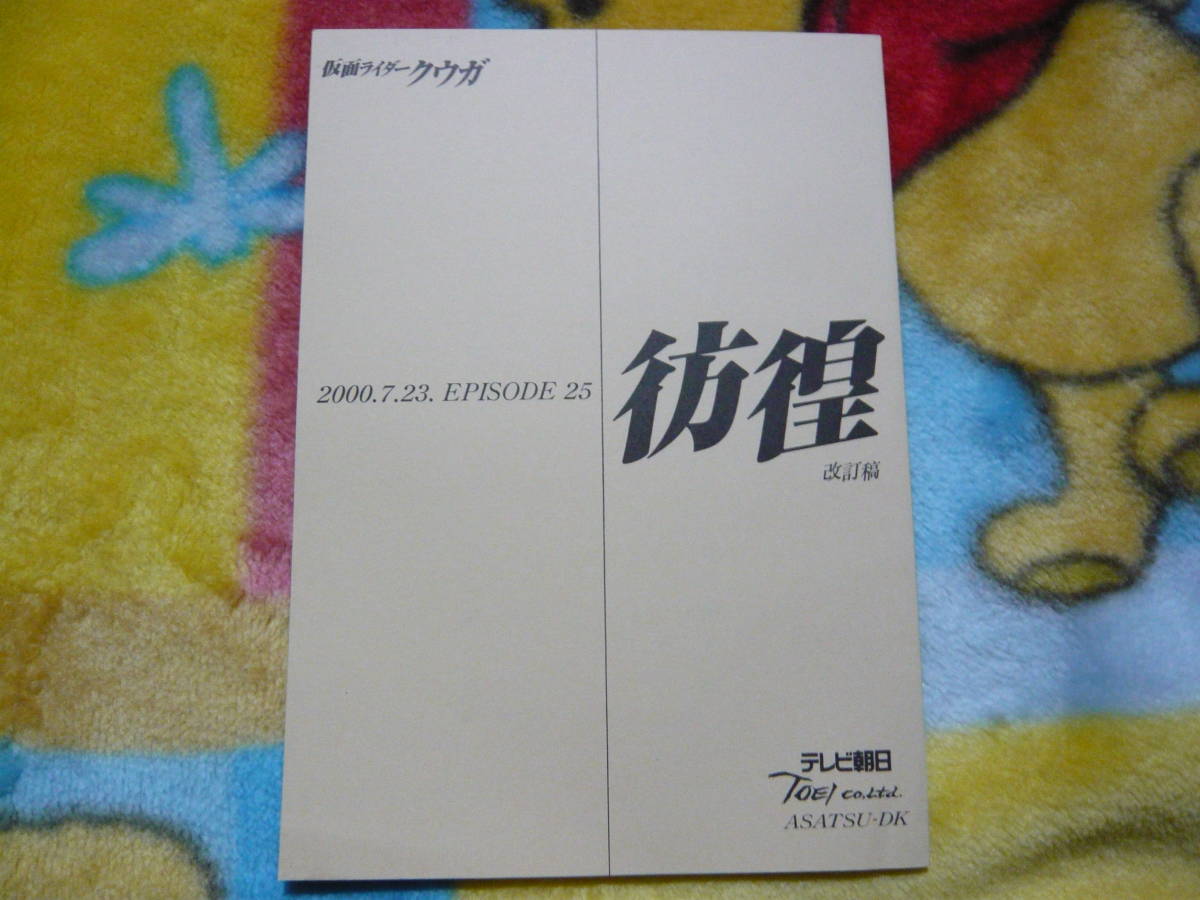 仮面ライダークウガ
2000.7.23. EPISODE 25
彷徨
改訂稿
テレビ朝日
TOEI CO.,Ltd.
ASATSU-DK